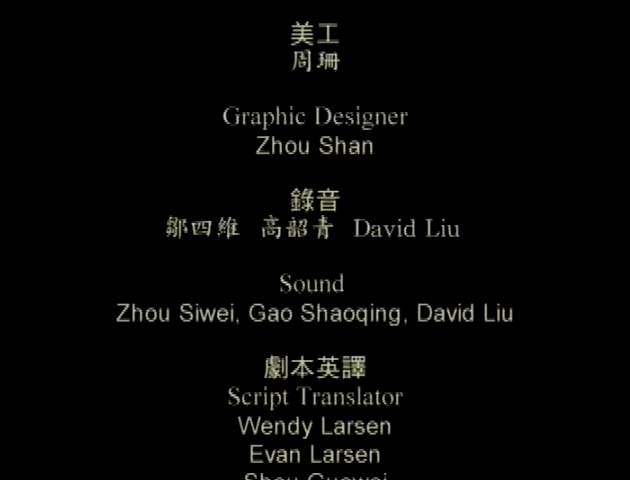 美工
周珊
Graphic Designer
Zhou Shan
錄音
鄒四維 高韶青 David Liu
Sound
Zhou Siwei, Gao Shaoqing, David Liu
劇本英譯
Script Translator
Wendy Larsen
Evan Larsen